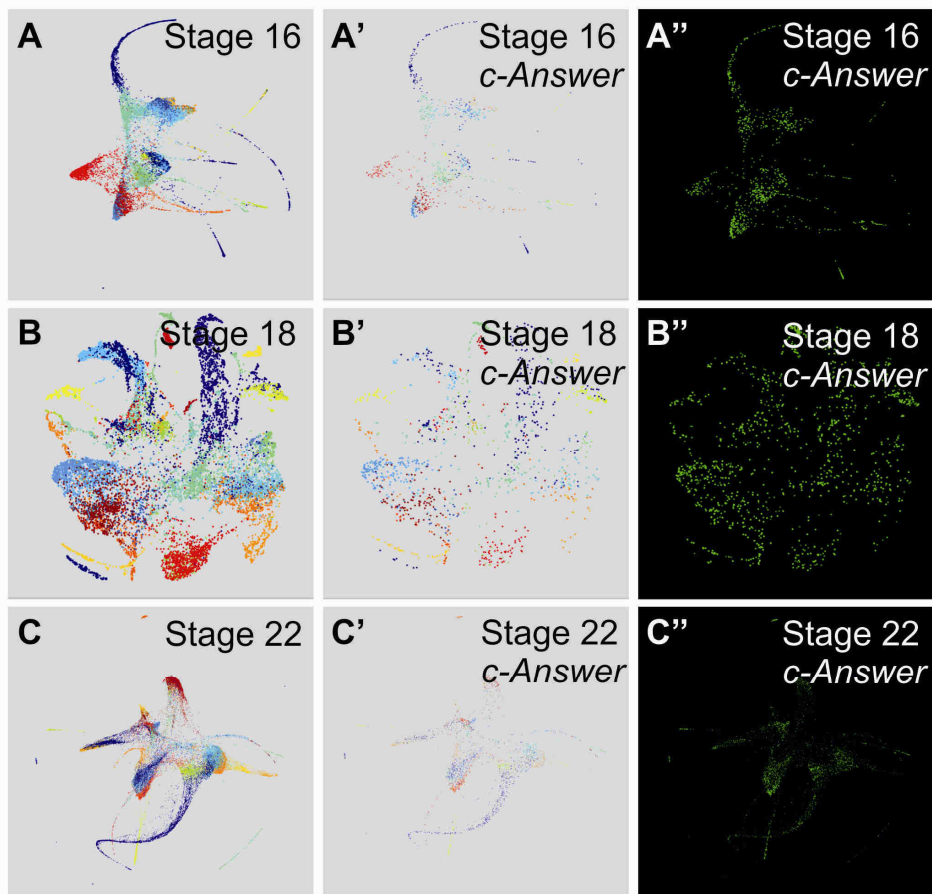 A Stage 16
A’ Stage 16
c-Answer
A” Stage 16
c-Answer
B Stage 18
B’ Stage 18
c-Answer
B” Stage 18
c-Answer
C Stage 22
C’ Stage 22
c-Answer
C” Stage 22
c-Answer